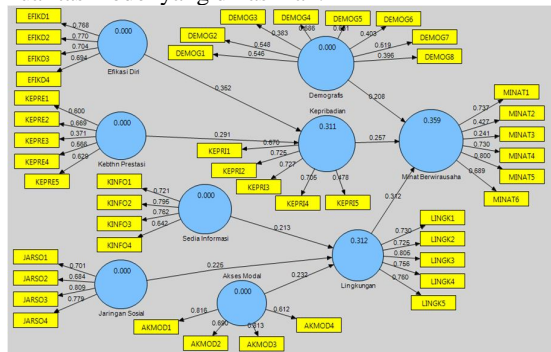 EFIKD1
EFIKD2
EFIKD3
EFIKD4
0.768
0.770
0.704
0.694
0.000
Efikasi Diri
DEMOG1
DEMOG2
DEMOG3
DEMOG4
DEMOG5
DEMOG6
DEMOG7
DEMOG8
0.546
0.548
0.383
0.403
0.519
0.396
0.000
Demografis
0.352
0.208
KEPRE1
KEPRE2
KEPRE3
KEPRE4
KEPRE5
0.600
0.669
0.371
0.666
0.629
0.000
Kebthn Prestasi
0.291
Kepribadian
0.311
KEPRI1
KEPRI2
KEPRI3
KEPRI4
KEPRI5
0.670
0.725
0.727
0.705
0.478
0.257
0.359
Minat Berwirausaha
MINAT1
MINAT2
MINAT3
MINAT4
MINAT5
MINAT6
0.737
0.427
0.241
0.730
0.800
0.689
0.312
KINFO1
KINFO2
KINFO3
KINFO4
0.721
0.795
0.762
0.642
0.000
Sedia Informasi
0.213
JARSO1
JARSO2
JARSO3
JARSO4
0.701
0.684
0.809
0.779
0.000
Jaringan Sosial
0.226
Akses Modal
0.000
AKMOD1
AKMOD2
AKMOD3
AKMOD4
0.816
0.690
0.813
0.612
0.232
0.312
Lingkungan
LINGK1
LINGK2
LINGK3
LINGK4
LINGK5
0.730
0.725
0.805
0.756
0.760